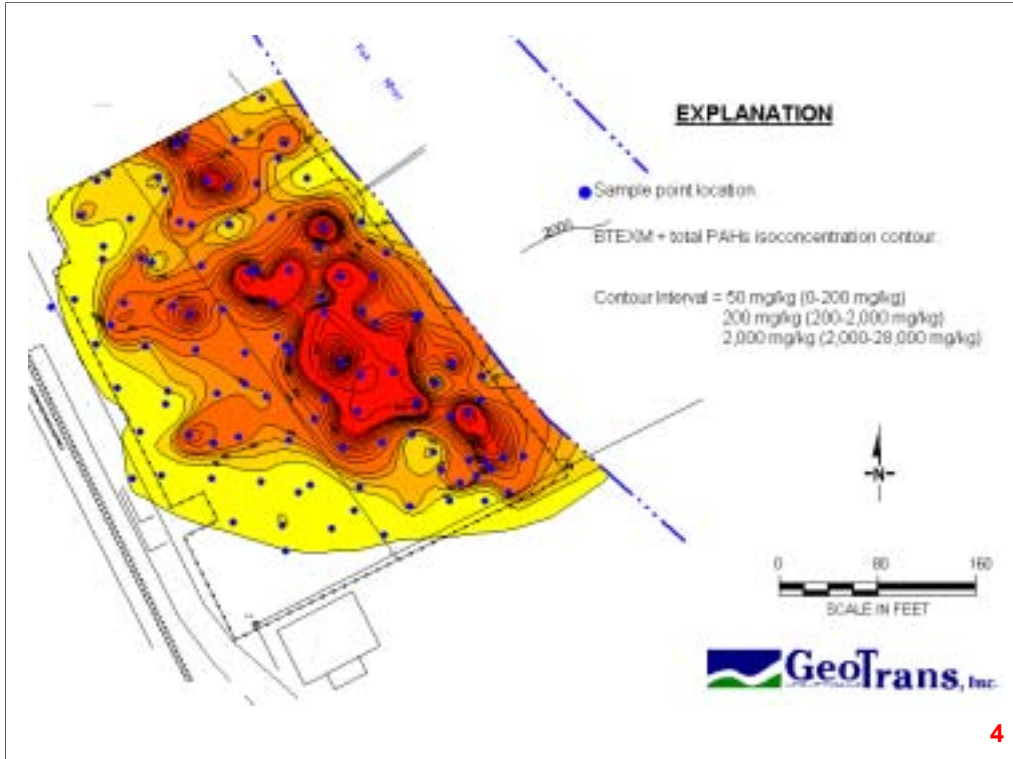 EXPLANATION
Sample point location.
2000
BTEXM + total PAHs isoconcentration contour.
Contour Interval = 50 mg/kg (0-200 mg/kg)
200 mg/kg (200-2,000 mg/kg)
2,000 mg/kg (2,000-28,000 mg/kg)
N
0 80 160
SCALE IN FEET
GeoTrans, Inc.
4